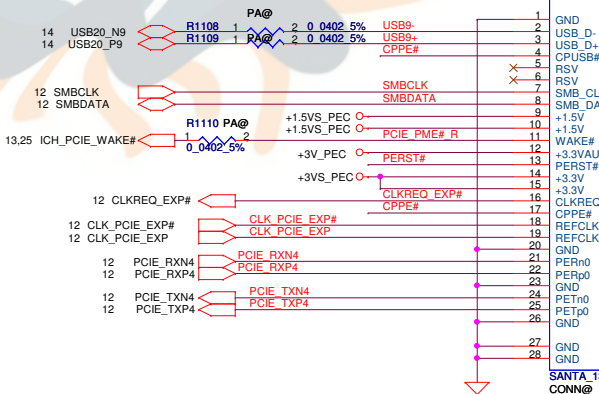 PA@
14 USB20_N9 R1108 1 2 0_0402_5% USB9-
14 USB20_P9 R1109 1 PA@ 2 0_0402_5% USB9+
CPPE#
12 SMBCLK SMBCLK
12 SMBDATA SMBDATA
R1110 PA@
+1.5VS_PEC
+1.5VS_PEC
13,25 ICH_PCIE_WAKE# 1 2 PCIE_PME#_R
0_0402_5%
+3V_PEC
PERST#
+3VS_PEC
12 CLKREQ_EXP# CLKREQ_EXP#
CPPE#
12 CLK_PCIE_EXP# CLK_PCIE_EXP#
12 CLK_PCIE_EXP CLK_PCIE_EXP
12 PCIE_RXN4 PCIE_RXN4
12 PCIE_RXP4 PCIE_RXP4
12 PCIE_TXN4 PCIE_TXN4
12 PCIE_TXP4 PCIE_TXP4
1 GND
2 USB_D-
3 USB_D+
4 CPUSB#
5 RSV
6 RSV
7 SMB_CL
8 SMB_DA
9 +1.5V
10 +1.5V
11 WAKE#
12 +3.3VAU
13 PERST#
14 +3.3V
15 +3.3V
16 CLKREQ
17 CPPE#
18 REFCLK
19 REFCLK
20 GND
21 PERn0
22 PERp0
23 GND
24 PETn0
25 PETp0
26 GND
27 GND
28 GND
SANTA_13
CONN@